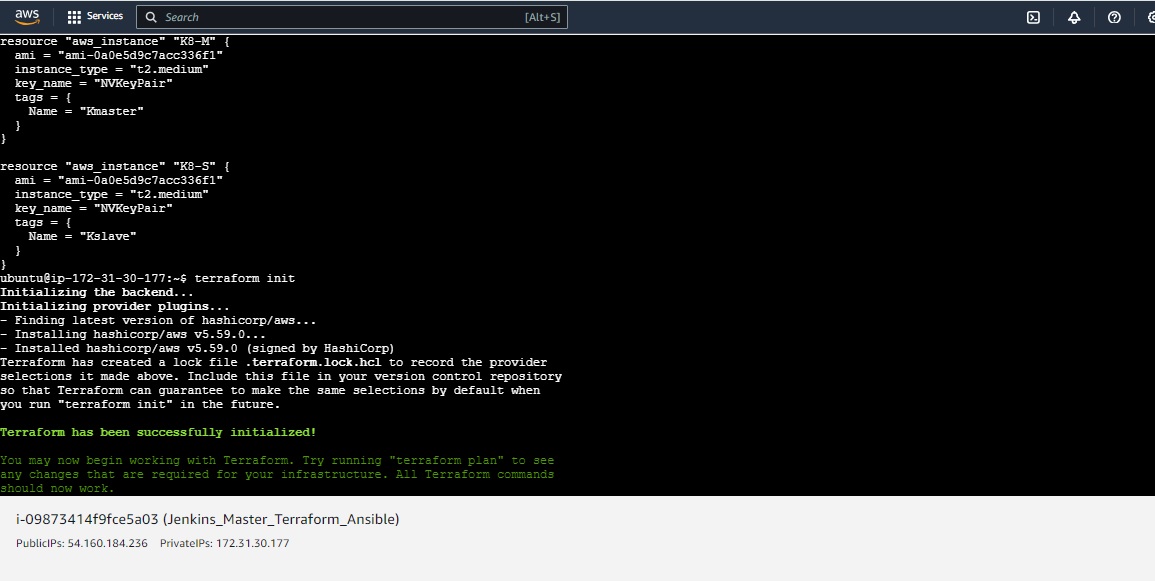 aws
Services
Search
[Alt+S]
resource "aws_instance" "K8-M" {
  ami = "ami-0a0e5d9c7acc336f1"
  instance_type = "t2.medium"
  key_name = "NVKeyPair"
  tags = {
    Name = "Kmaster"
  }
}
resource "aws_instance" "K8-S" {
  ami = "ami-0a0e5d9c7acc336f1"
  instance_type = "t2.medium"
  key_name = "NVKeyPair"
  tags = {
    Name = "Kslave"
  }
}
ubuntu@ip-172-31-30-177:~$ terraform init
Initializing the backend...
Initializing provider plugins...
- Finding latest version of hashicorp/aws...
- Installing hashicorp/aws v5.59.0...
- Installed hashicorp/aws v5.59.0 (signed by HashiCorp)
Terraform has created a lock file .terraform.lock.hcl to record the provider
selections it made above. Include this file in your version control repository
so that Terraform can guarantee to make the same selections by default when
you run "terraform init" in the future.
Terraform has been successfully initialized!
You may now begin working with Terraform. Try running "terraform plan" to see
any changes that are required for your infrastructure. All Terraform commands
should now work.
i-09873414f9fce5a03 (Jenkins_Master_Terraform_Ansible)
PublicIPs: 54.160.184.236 PrivateIPs: 172.31.30.177